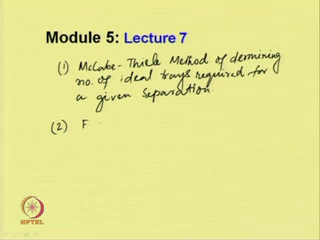 Module 5: Lecture 7
(1) McCabe-Thiele Method of dermining
no. of ideal trays required for
a given separation.
(2) F
NPTEL